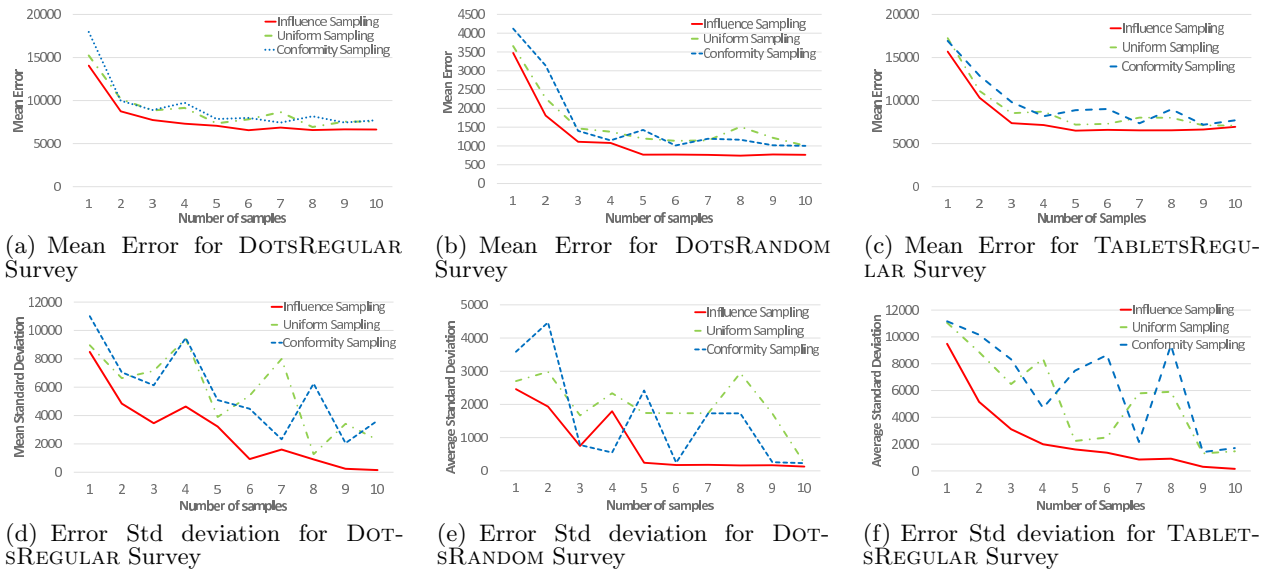 20000
15000
10000
5000
0
Mean Error
Influence Sampling
Uniform Sampling
Conformity Sampling
1 2 3 4 5 6 7 8 9 10
Number of samples
(a) Mean Error for DOTSREGULAR
Survey
4500
4000
3500
3000
2500
2000
1500
1000
500
0
Mean Error
Influence Sampling
Uniform Sampling
Conformity Sampling
1 2 3 4 5 6 7 8 9 10
Number of samples
(b) Mean Error for DOTSRANDOM
Survey
20000
15000
10000
5000
0
Mean Error
Influence Sampling
Uniform Sampling
Conformity Sampling
1 2 3 4 5 6 7 8 9 10
Number of Samples
(c) Mean Error for TABLETSREGU-
LAR Survey
12000
10000
8000
6000
4000
2000
0
Mean Standard Deviation
Influence Sampling
Uniform Sampling
Conformity Sampling
1 2 3 4 5 6 7 8 9 10
Number of samples
(d) Error Std deviation for DOT-
SREGULAR Survey
5000
4000
3000
2000
1000
0
Average Standard Deviation
Influence Sampling
Uniform Sampling
Conformity Sampling
1 2 3 4 5 6 7 8 9 10
Number of samples
(e) Error Std deviation for DOT-
SRANDOM Survey
12000
10000
8000
6000
4000
2000
0
Average Standard Deviation
Influence Sampling
Uniform Sampling
Conformity Sampling
1 2 3 4 5 6 7 8 9 10
Number of Samples
(f) Error Std deviation for TABLET-
SREGULAR Survey